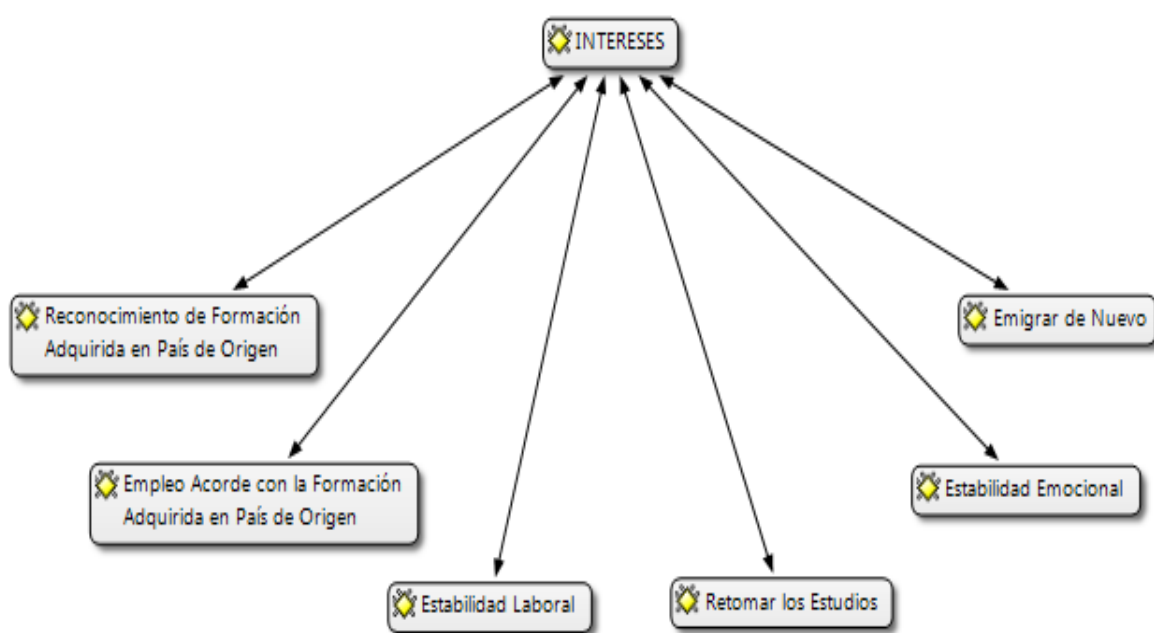 INTERESES
Reconocimiento de Formación
Adquirida en País de Origen
Emigrar de Nuevo
Empleo Acorde con la Formación
Adquirida en País de Origen
Estabilidad Emocional
Estabilidad Laboral
Retomar los Estudios